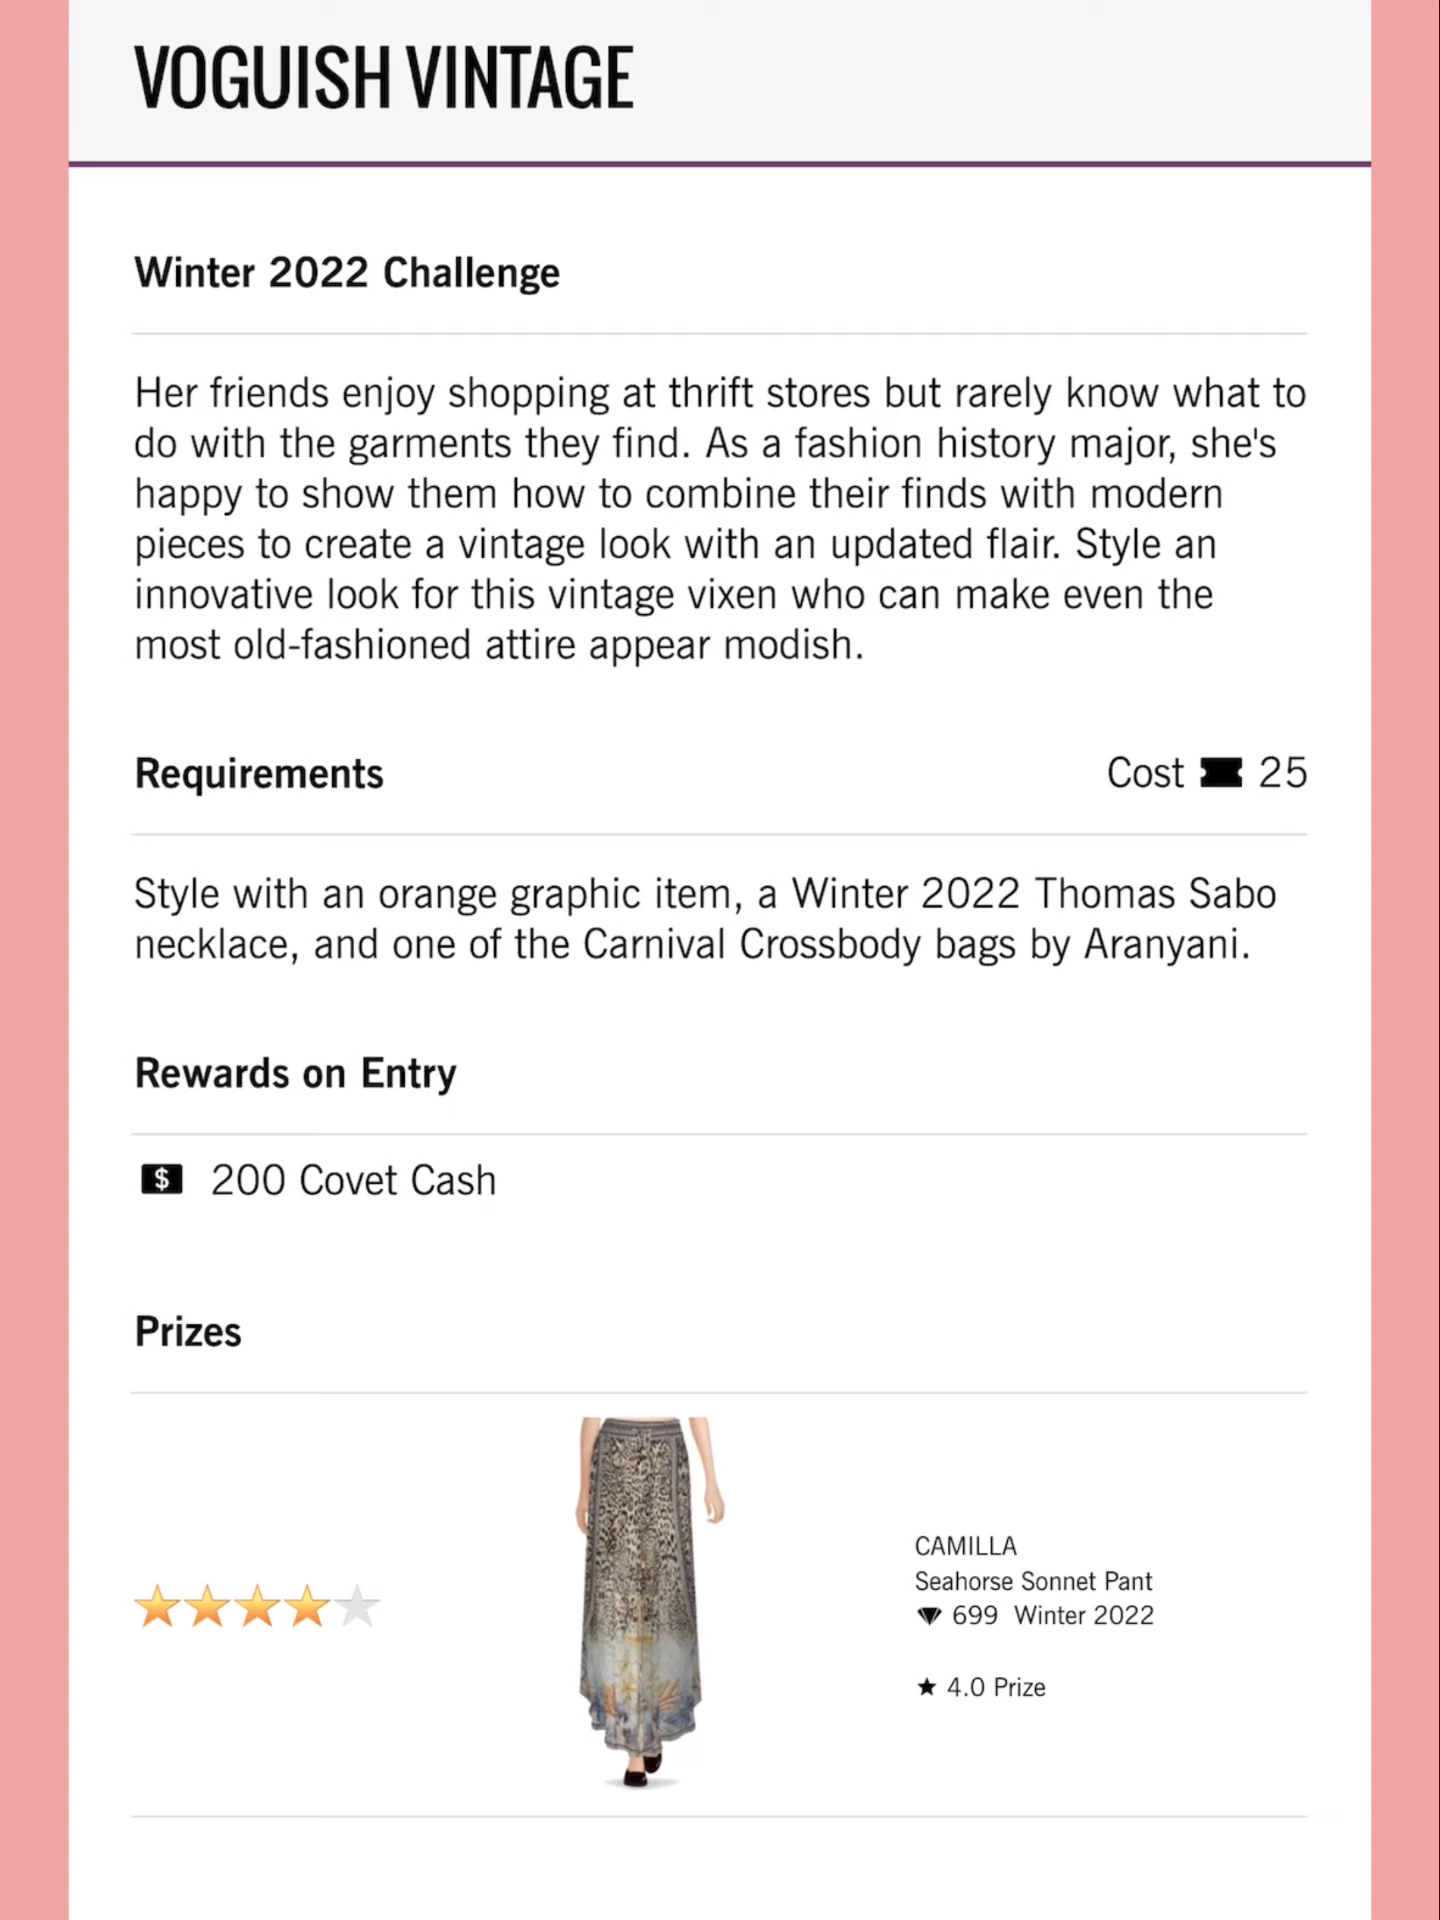 VOGUISH VINTAGE
Winter 2022 Challenge
Her friends enjoy shopping at thrift stores but rarely know what to
do with the garments they find. As a fashion history major, she's
happy to show them how to combine their finds with modern
pieces to create a vintage look with an updated flair. Style an
innovative look for this vintage vixen who can make even the
most old-fashioned attire appear modish.
Requirements
Cost 25
Style with an orange graphic item, a Winter 2022 Thomas Sabo
necklace, and one of the Carnival Crossbody bags by Aranyani.
Rewards on Entry
$ 200 Covet Cash
Prizes
CAMILLA
Seahorse Sonnet Pant
699 Winter 2022
★ 4.0 Prize